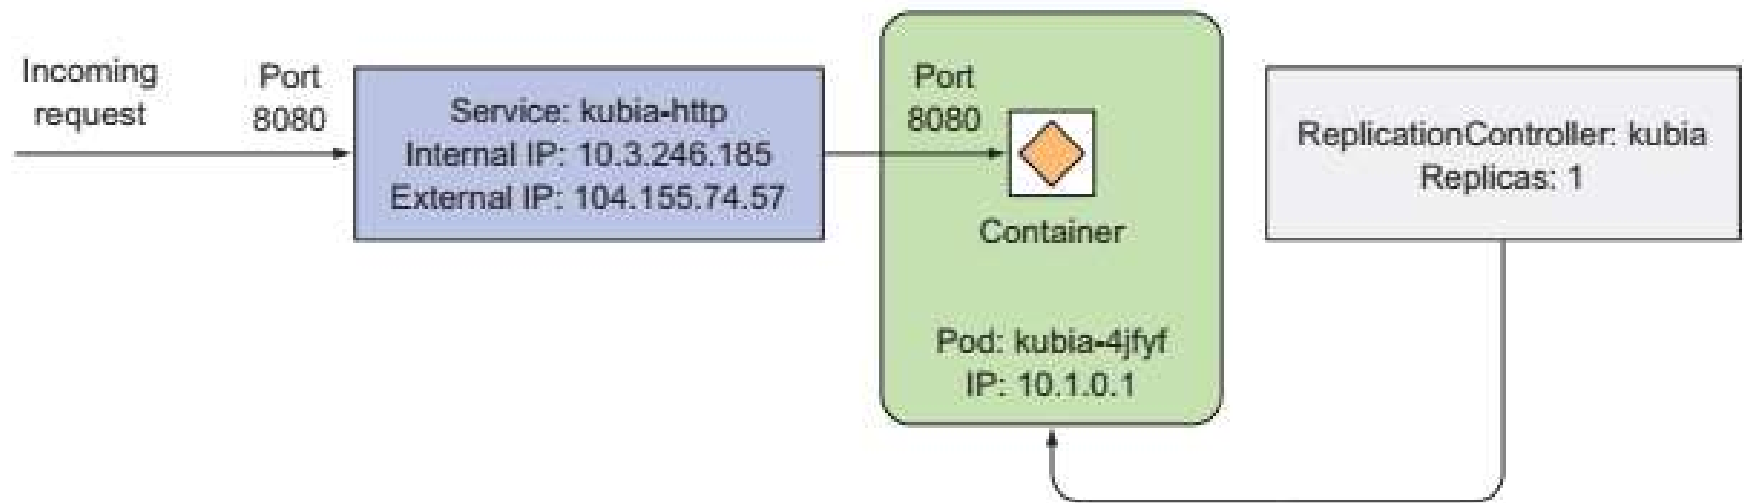 Incoming
request
Port
8080
Service: kubia-http
Internal IP: 10.3.246.185
External IP: 104.155.74.57
Port
8080
Container
Pod: kubia-4jfyf
IP: 10.1.0.1
ReplicationController: kubia
Replicas: 1